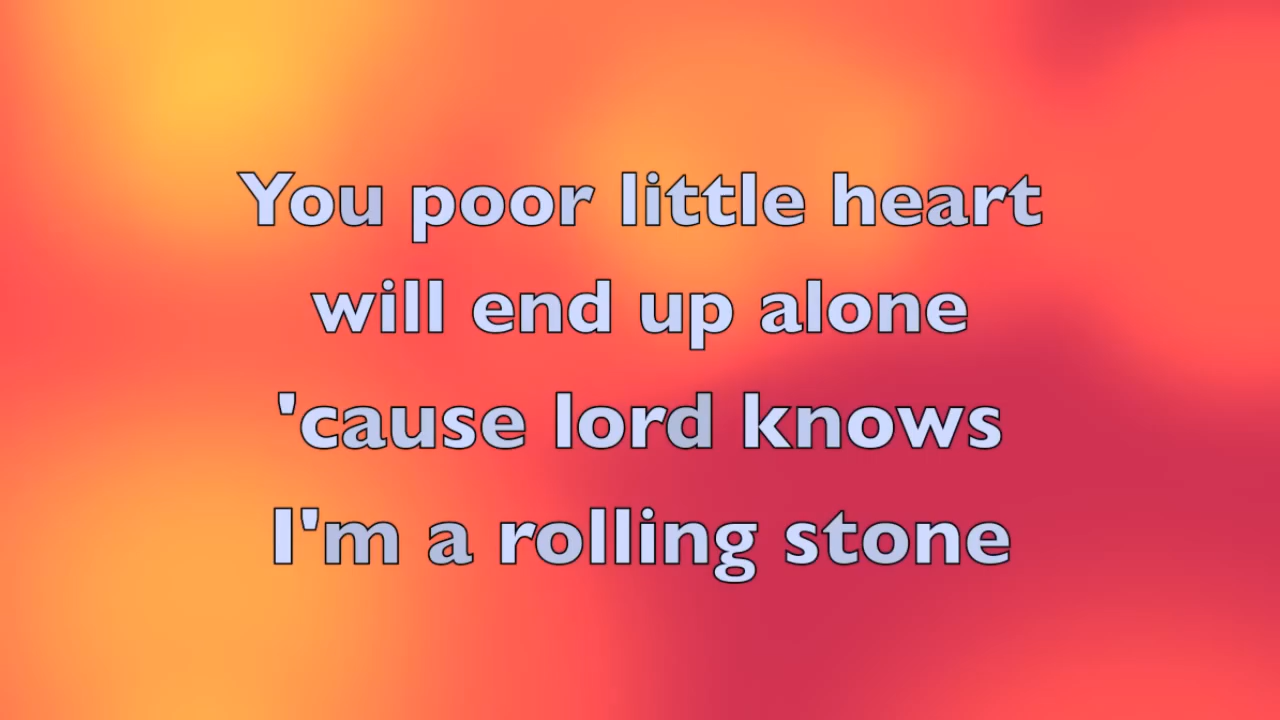 You poor little heart
will end up alone
'cause lord knows
I'm a rolling stone